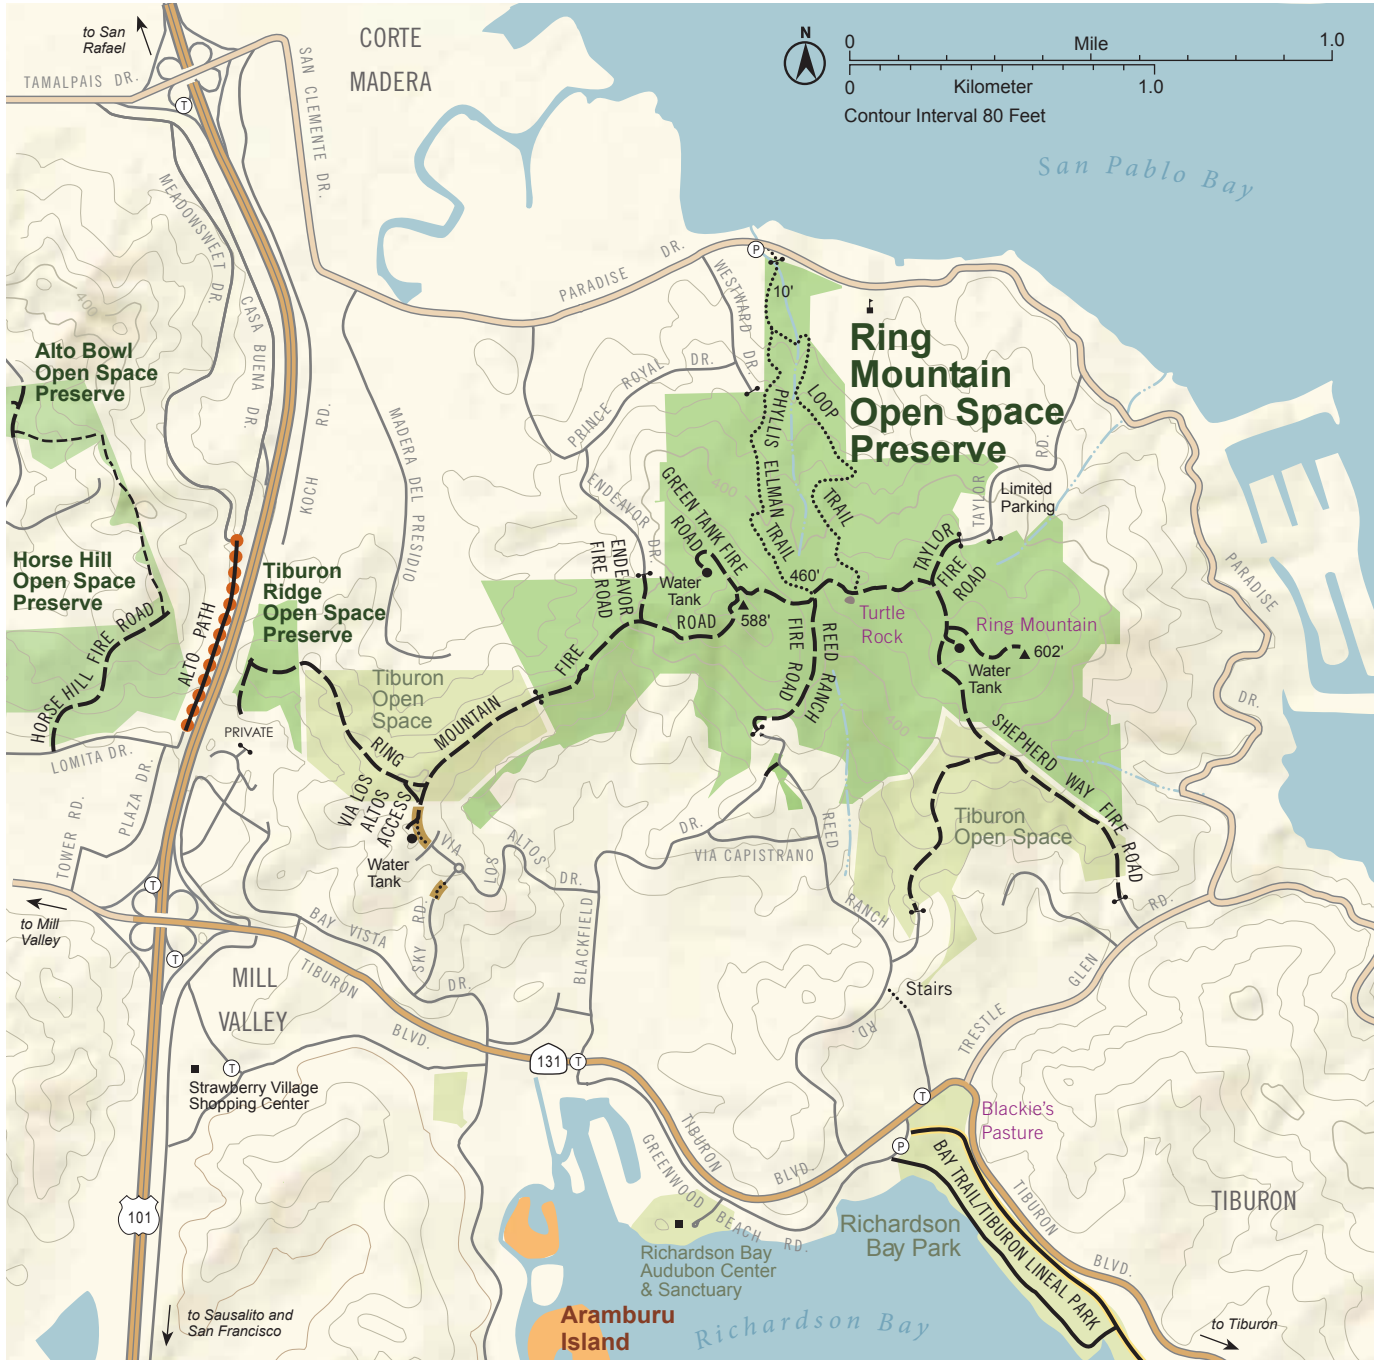 to San
Rafael
TAMALPAIS DR.
T
SAN CLEMENTE DR.
CORTE
MADERA
N
0
Mile
1.0
0
Kilometer
1.0
Contour Interval 80 Feet
San Pablo Bay
MEADOWSWEET DR.
CASA BUENA DR.
400
KOCH RD.
MADERA DEL PRESIDIO
PARADISE DR.
P
WESTWARD DR.
10'
PRINCE ROYAL DR.
ENDEAVOR DR.
Ring
Mountain
Open Space
Preserve
Alto Bowl
Open Space
Preserve
LOOP
TRAIL
PHYLLIS ELLMAN TRAIL
400
GREEN TANK FIRE
ROAD
TAYLOR RD.
Limited
Parking
Horse Hill
Open Space
Preserve
HORSE HILL FIRE ROAD
ALTO PATH
Tiburon
Ridge
Open Space
Preserve
ENDEAVOR
FIRE ROAD
Water
Tank
460'
TAYLOR
FIRE
ROAD
PARADISE
DR.
588'
Turtle
Rock
Ring Mountain
602'
Water
Tank
Tiburon
Open
Space
RING MOUNTAIN FIRE ROAD
REED RANCH
FIRE ROAD
400
PRIVATE
LOMITA DR.
TOWER RD.
PLAZA DR.
VIA LOS
ALTOS
ACCESS
Water
Tank
VIA LOS ALTOS DR.
BLACKFIELD DR.
VIA CAPISTRANO
REED RANCH RD.
SHEPHERD WAY FIRE ROAD
Tiburon
Open Space
T
to Mill
Valley
T
BAY VISTA DR.
SKY RD.
TIBURON BLVD.
MILL
VALLEY
Stairs
TRESTLE GLEN RD.
T
Strawberry Village
Shopping Center
131
T
T
P
Blackie's
Pasture
TIBURON BLVD.
GREENWOOD BEACH RD.
BAY TRAIL/TIBURON LINEAL PARK
TIBURON BLVD.
TIBURON
101
Richardson
Bay Park
Richardson Bay
Audubon Center
& Sanctuary
Aramburu
Island
Richardson Bay
to Sausalito and
San Francisco
to Tiburon